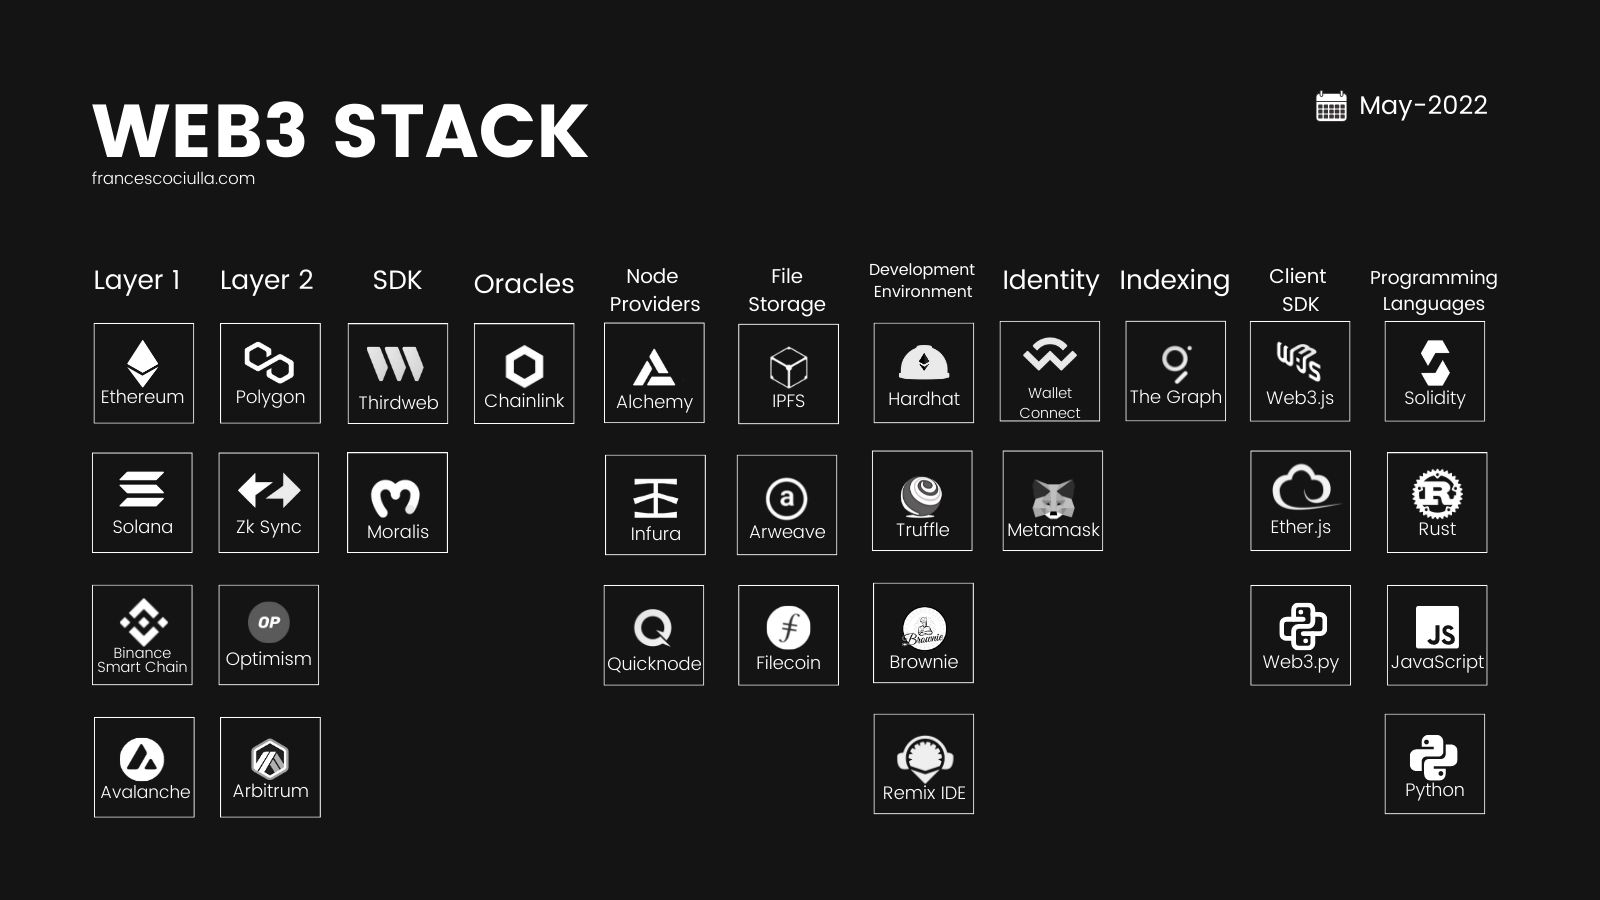 WEB3 STACK
francescociulla.com
May-2022
Layer 1
Layer 2
SDK
Oracles
Node
Providers
File
Storage
Development
Environment
Identity
Indexing
Client
SDK
Programming
Languages
Ethereum
Polygon
Thirdweb
Chainlink
Alchemy
IPFS
Hardhat
Wallet
Connect
The Graph
W3JS
Web3.js
Solidity
Solana
Zk Sync
Moralis
Infura
a
Arweave
Truffle
Metamask
Ether.js
R
Rust
Binance
Smart Chain
OP
Optimism
Quicknode
Filecoin
Brownie
Brownie
Web3.py
JS
JavaScript
Avalanche
Arbitrum
Remix IDE
Python